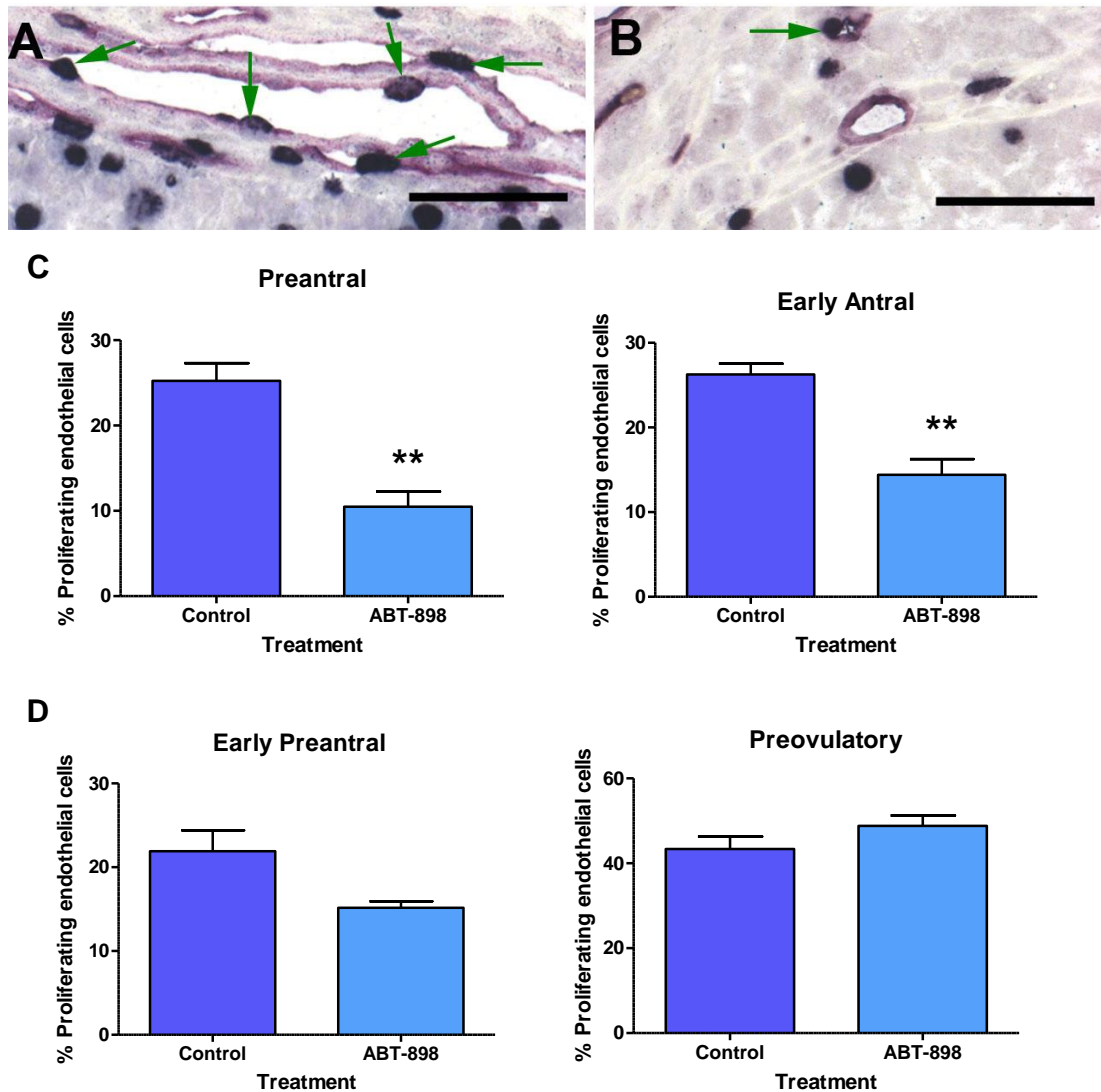 A
B
C
Preantral
% Proliferating endothelial cells
30
20
10
0
**
Control
ABT-898
Treatment
Early Antral
% Proliferating endothelial cells
30
20
10
0
**
Control
ABT-898
Treatment
D
Early Preantral
% Proliferating endothelial cells
30
20
10
0
Control
ABT-898
Treatment
Preovulatory
% Proliferating endothelial cells
60
40
20
0
Control
ABT-898
Treatment